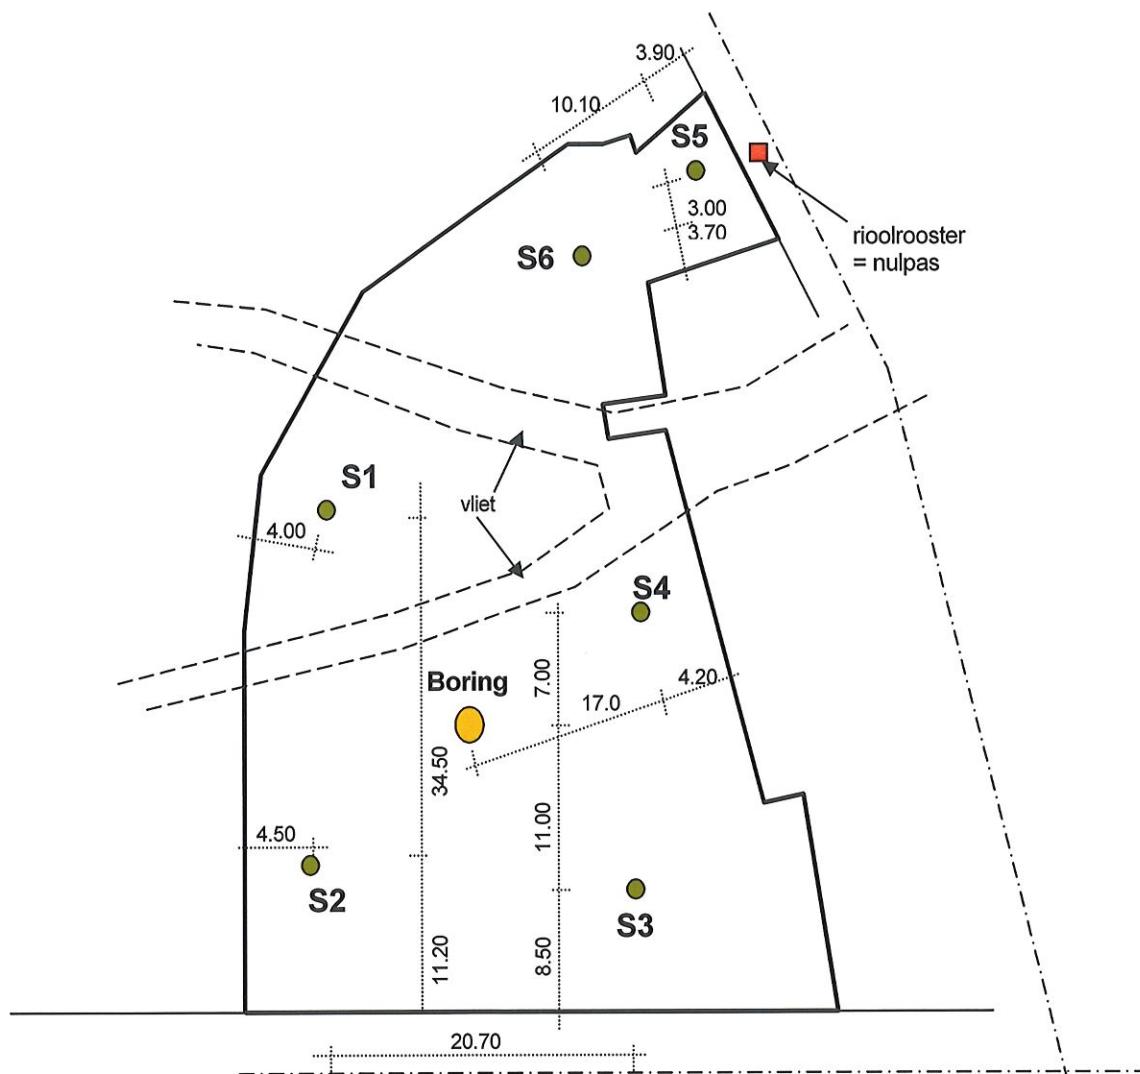 3.90
10.10
S5
3.00
3.70
rioolrooster
= nulpas
S6
S1
4.00
vliet
S4
7.00
4.20
17.0
Boring
34.50
11.00
4.50
S2
S3
11.20
8.50
20.70